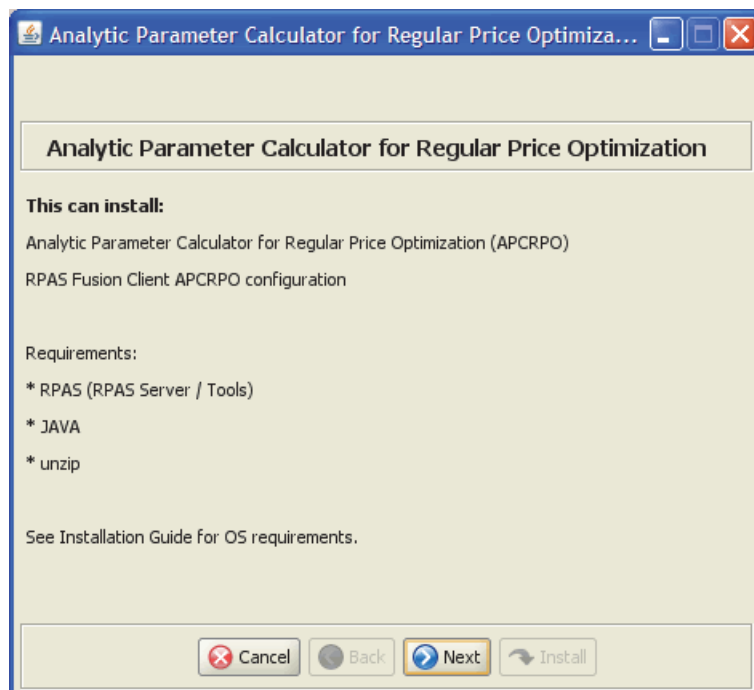 Analytic Parameter Calculator for Regular Price Optimiza...
Analytic Parameter Calculator for Regular Price Optimization
This can install:
Analytic Parameter Calculator for Regular Price Optimization (APCRPO)
RPAS Fusion Client APCRPO configuration
Requirements:
* RPAS (RPAS Server / Tools)
* JAVA
* unzip
See Installation Guide for OS requirements.
Cancel Back Next Install